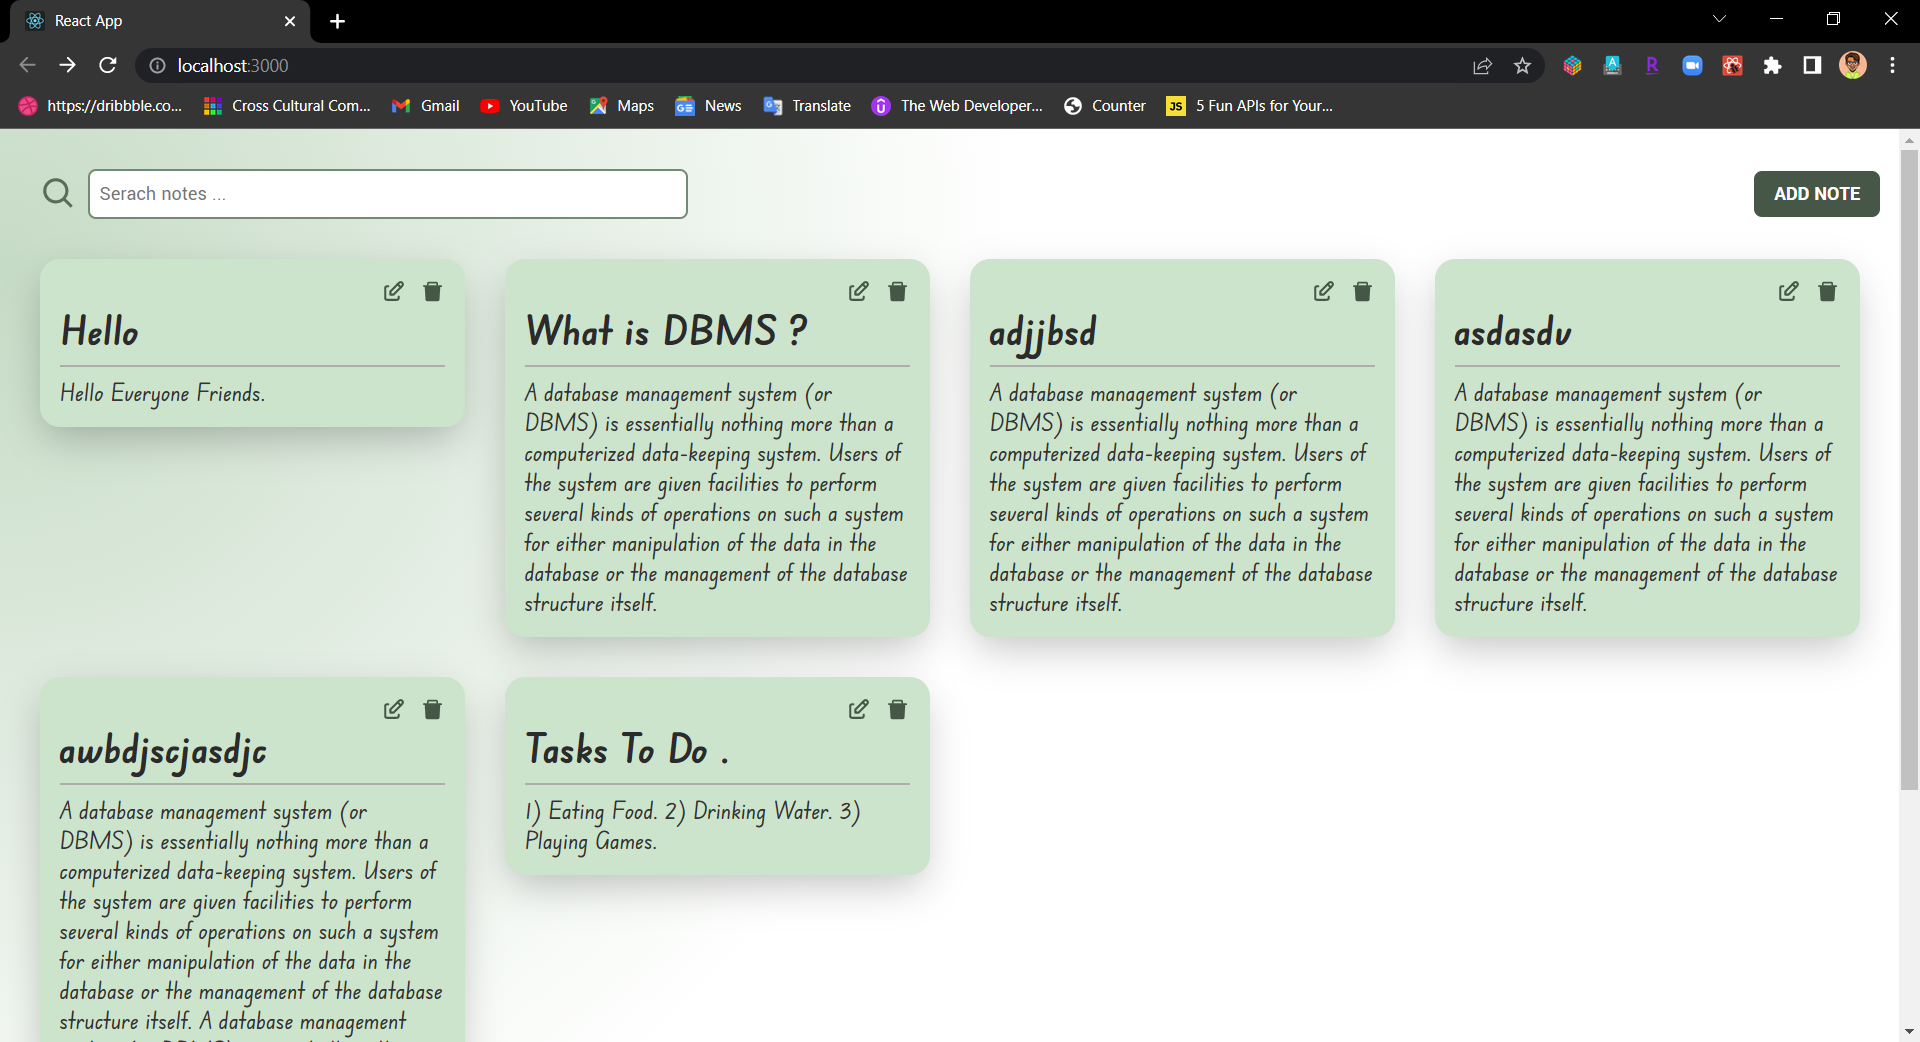 React App
localhost:3000
https://dribbble.co...
Cross Cultural Com...
Gmail
YouTube
Maps
News
Translate
The Web Developer...
Counter
JS
5 Fun APIs for Your...
Serach notes ...
ADD NOTE
Hello
Hello Everyone Friends.
What is DBMS ?
A database management system (or
DBMS) is essentially nothing more than a
computerized data-keeping system. Users of
the system are given facilities to perform
several kinds of operations on such a system
for either manipulation of the data in the
database or the management of the database
structure itself.
adjjbsd
A database management system (or
DBMS) is essentially nothing more than a
computerized data-keeping system. Users of
the system are given facilities to perform
several kinds of operations on such a system
for either manipulation of the data in the
database or the management of the database
structure itself.
asdasdv
A database management system (or
DBMS) is essentially nothing more than a
computerized data-keeping system. Users of
the system are given facilities to perform
several kinds of operations on such a system
for either manipulation of the data in the
database or the management of the database
structure itself.
awbdjscjasdjc
A database management system (or
DBMS) is essentially nothing more than a
computerized data-keeping system. Users of
the system are given facilities to perform
several kinds of operations on such a system
for either manipulation of the data in the
database or the management of the database
structure itself. A database management
Tasks To Do .
1) Eating Food. 2) Drinking Water. 3)
Playing Games.